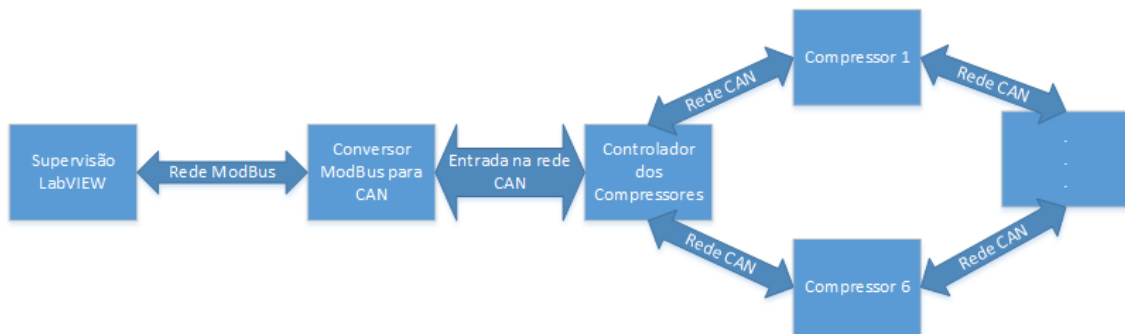 Supervisão
LabVIEW
Rede ModBus
Conversor
ModBus para
CAN
Entrada na rede
CAN
Controlador
dos
Compressores
Rede CAN
Compressor 1
Rede CAN
.
.
.
Rede CAN
Compressor 6
Rede CAN